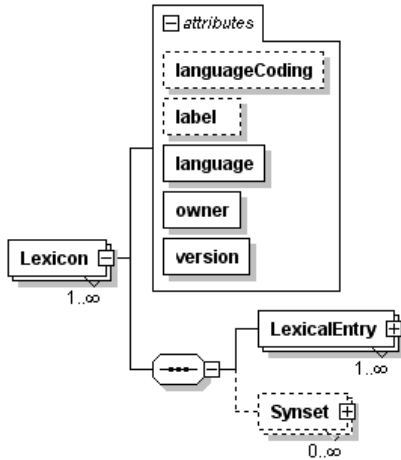 attributes
languageCoding
label
language
owner
version
Lexicon
1..∞
LexicalEntry
1..∞
Synset
0..∞